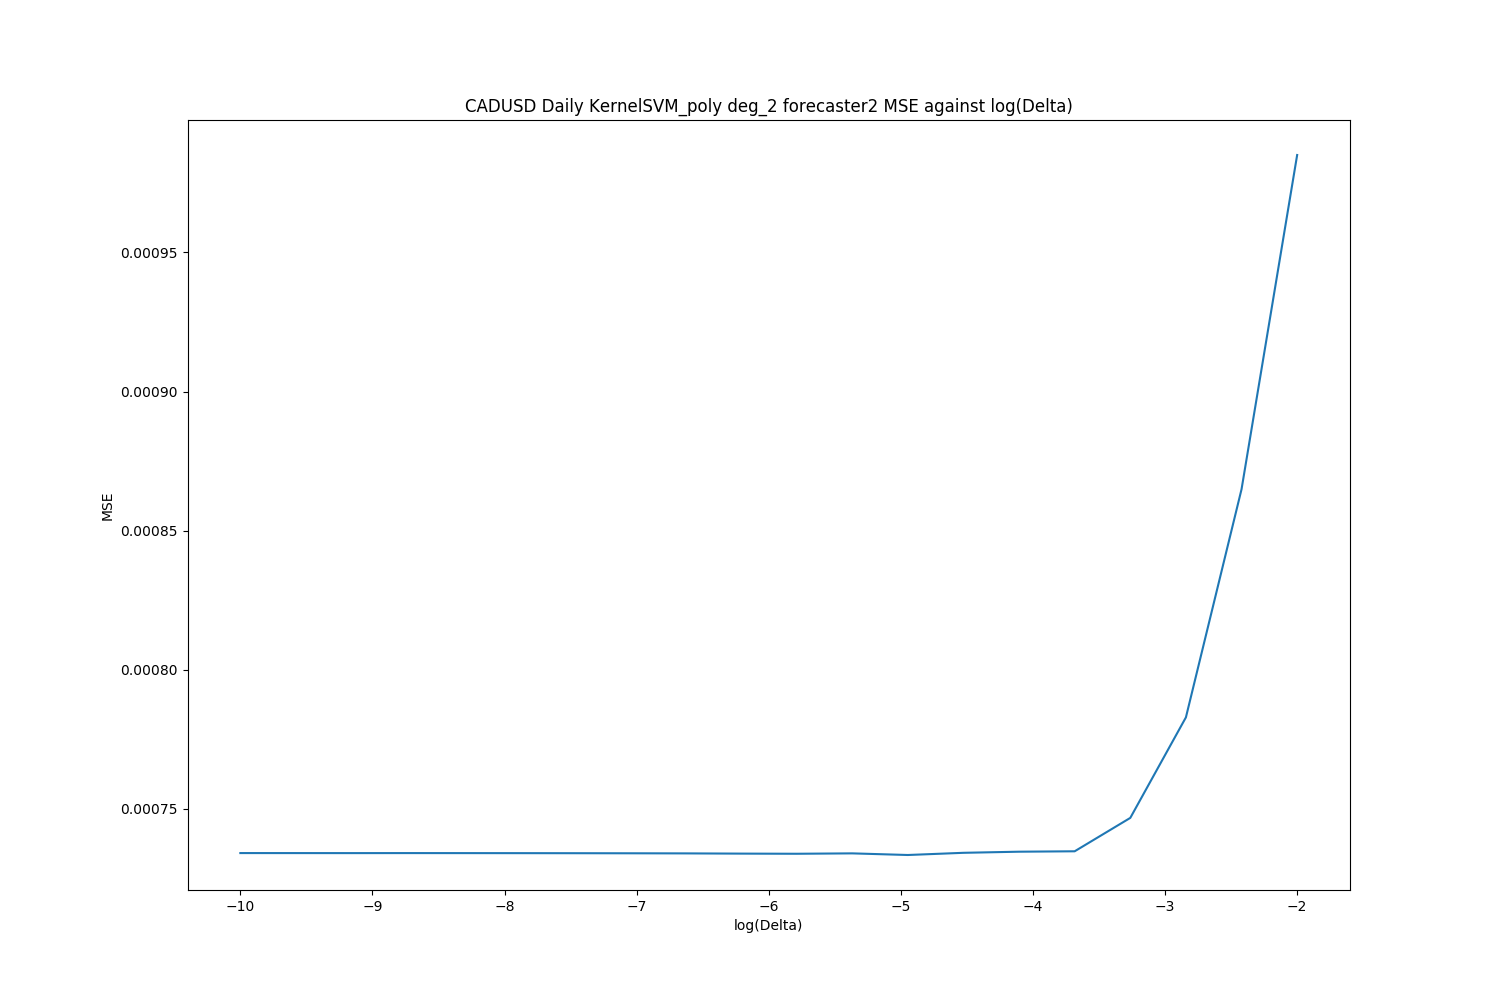 CADUSD Daily KernelSVM_poly deg_2 forecaster2 MSE against log(Delta)
0.00095
0.00090
0.00085
0.00080
0.00075
MSE
−10 −9 −8 −7 −6 −5 −4 −3 −2
log(Delta)